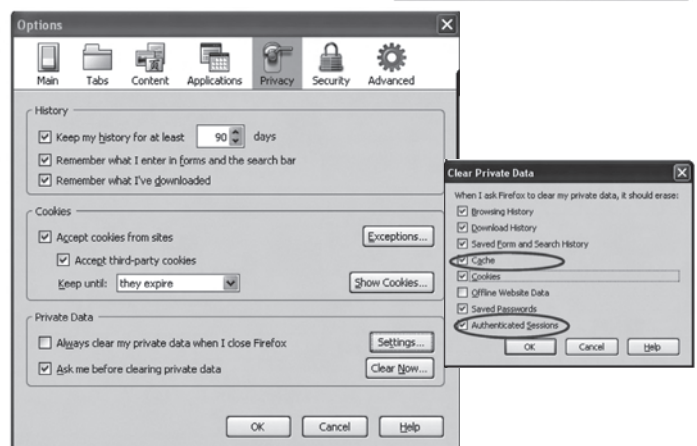 Options
Main Tabs Content Applications Privacy Security Advanced
History
Keep my history for at least 90 days
Remember what I enter in forms and the search bar
Remember what I've downloaded
Cookies
Accept cookies from sites Exceptions...
Accept third-party cookies
Keep until: they expire Show Cookies...
Private Data
Always clear my private data when I close Firefox Settings...
Ask me before clearing private data Clear Now...
OK Cancel Help
Clear Private Data
When I ask Firefox to clear my private data, it should erase:
Browsing History
Download History
Saved Form and Search History
Cache
Cookies
Offline Website Data
Saved Passwords
Authenticated Sessions
OK Cancel Help